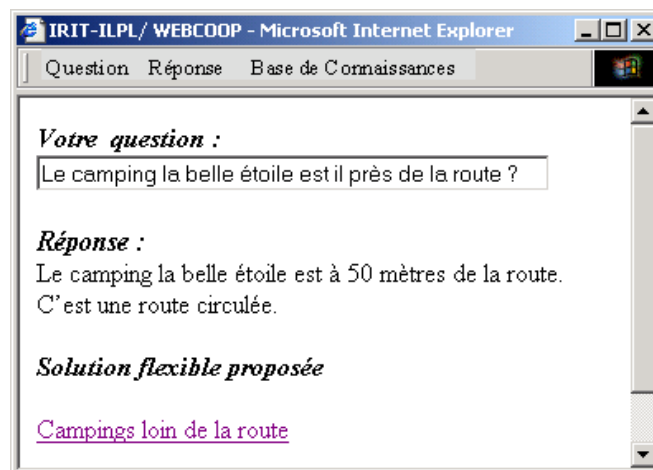 IRIT-ILPL/ WEBCOOP - Microsoft Internet Explorer
Question Réponse Base de Connaissances
Votre question :
Le camping la belle étoile est il près de la route ?
Réponse :
Le camping la belle étoile est à 50 mètres de la route.
C'est une route circulée.
Solution flexible proposée
Campings loin de la route